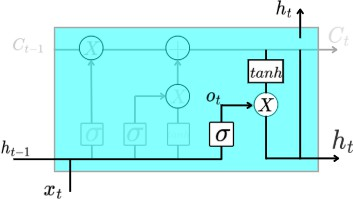 h_t
C_{t-1}
X
C_t
tanh
X
o_t
X
σ
σ
σ
h_{t-1}
h_t
x_t